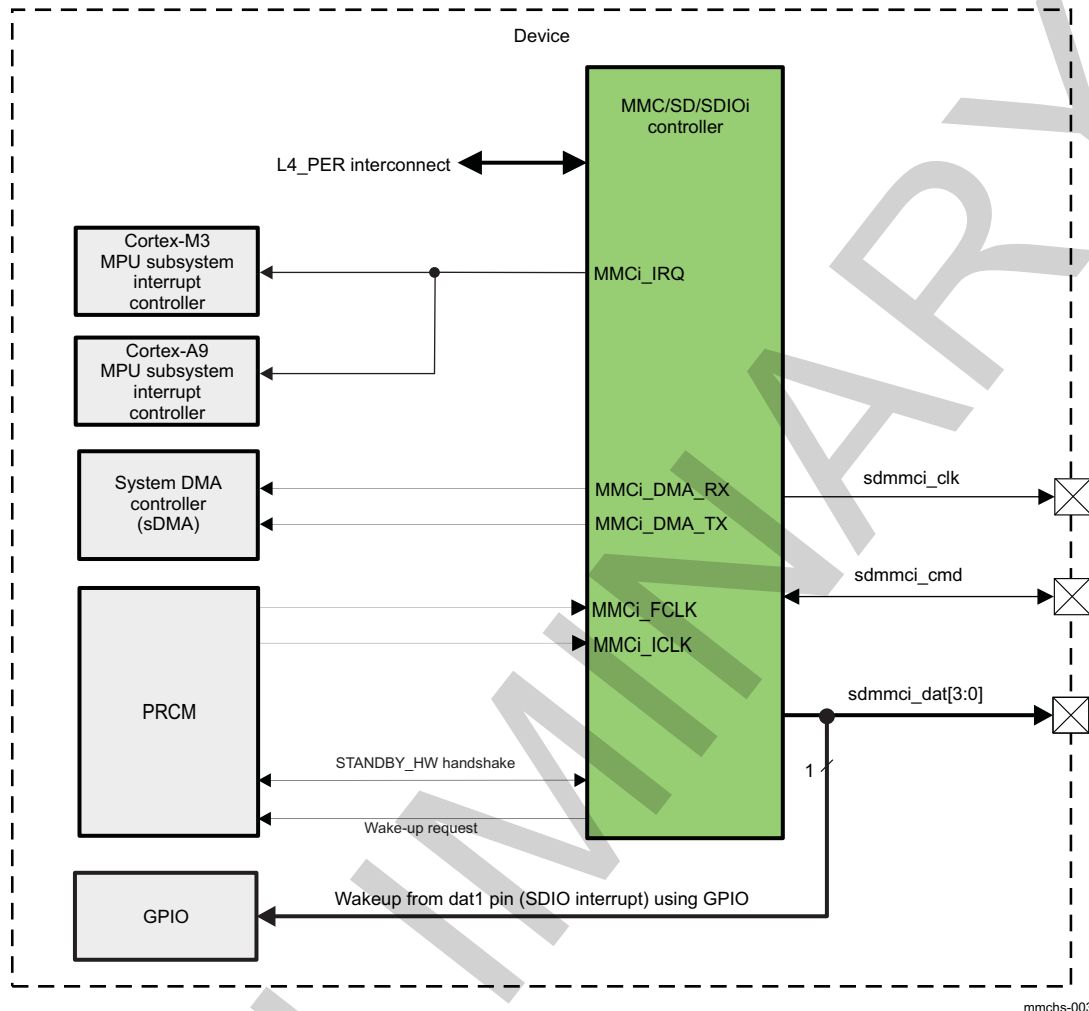 Device
MMC/SD/SDIOi
controller
L4_PER interconnect
Cortex-M3
MPU subsystem
interrupt
controller
MMCi_IRQ
Cortex-A9
MPU subsystem
interrupt
controller
System DMA
controller
(sDMA)
MMCi_DMA_RX
MMCi_DMA_TX
sdmmci_clk
sdmmci_cmd
MMCi_FCLK
MMCi_ICLK
PRCM
sdmmci_dat[3:0]
1
STANDBY_HW handshake
Wake-up request
GPIO
Wakeup from dat1 pin (SDIO interrupt) using GPIO
mmchs-003